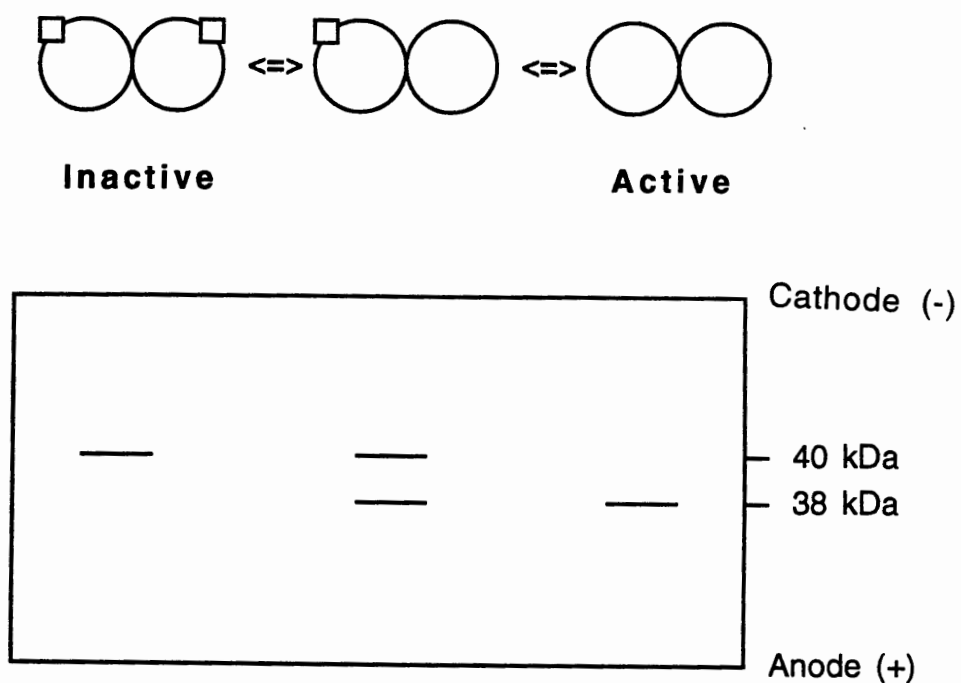 <=> <=>
Inactive Active
Cathode (-)
40 kDa
38 kDa
Anode (+)